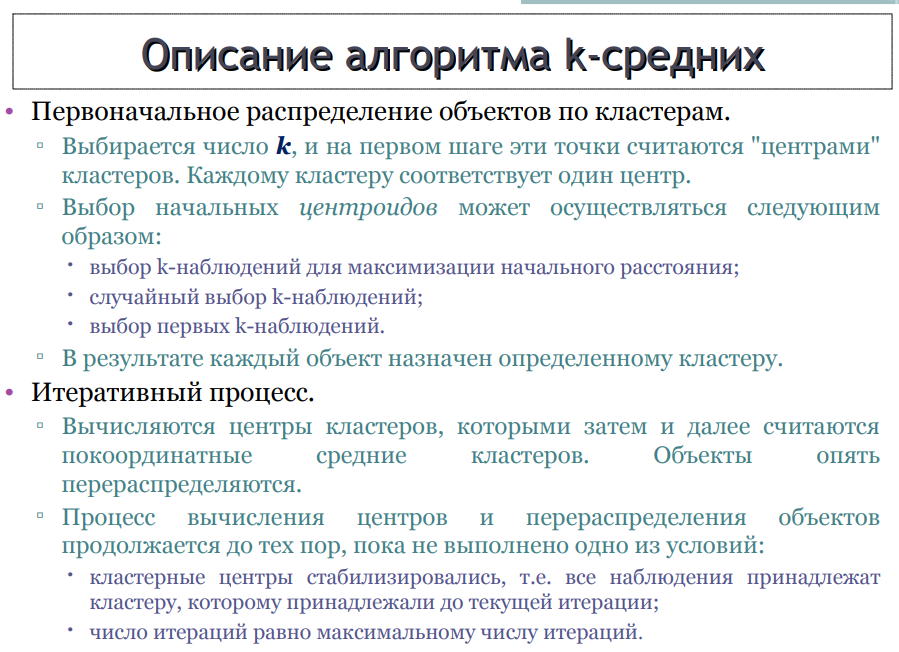 Описание алгоритма k-средних
• Первоначальное распределение объектов по кластерам.
▫ Выбирается число k, и на первом шаге эти точки считаются "центрами"
кластеров. Каждому кластеру соответствует один центр.
▫ Выбор начальных центроидов может осуществляться следующим
образом:
• выбор k-наблюдений для максимизации начального расстояния;
• случайный выбор k-наблюдений;
• выбор первых k-наблюдений.
▫ В результате каждый объект назначен определенному кластеру.
• Итеративный процесс.
▫ Вычисляются центры кластеров, которыми затем и далее считаются
покоординатные средние кластеров. Объекты опять
перераспределяются.
▫ Процесс вычисления центров и перераспределения объектов
продолжается до тех пор, пока не выполнено одно из условий:
• кластерные центры стабилизировались, т.е. все наблюдения принадлежат
кластеру, которому принадлежали до текущей итерации;
• число итераций равно максимальному числу итераций.